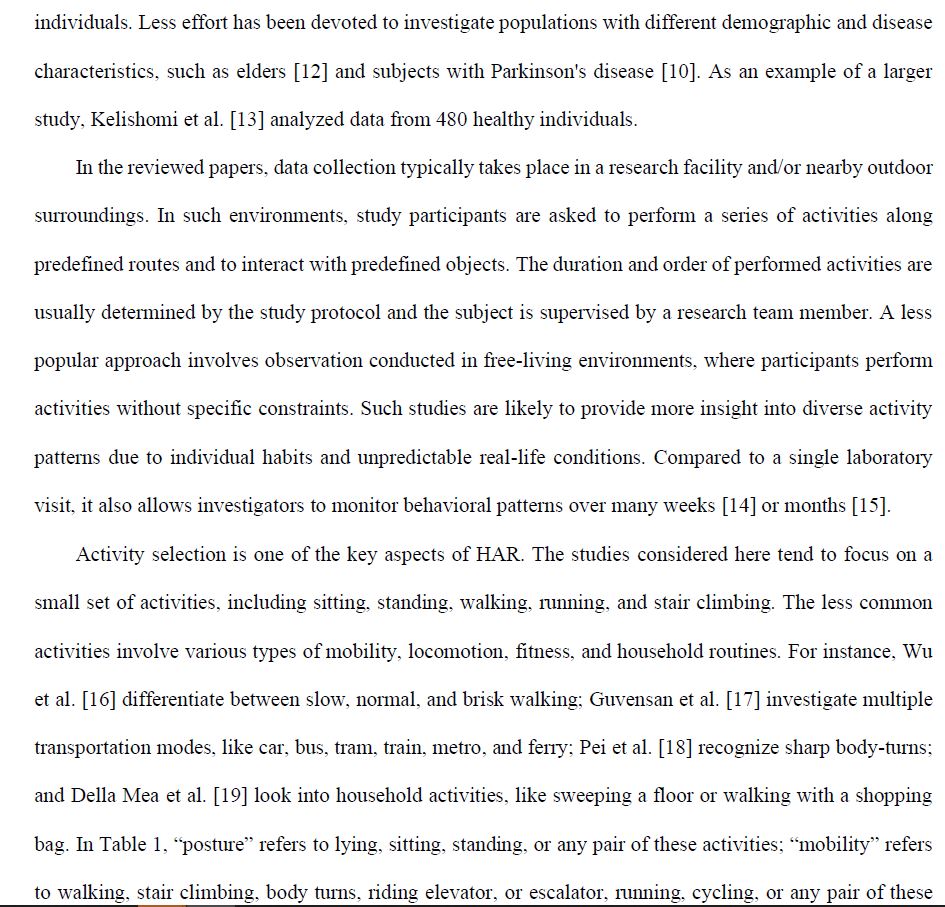 individuals. Less effort has been devoted to investigate populations with different demographic and disease
characteristics, such as elders [12] and subjects with Parkinson's disease [10]. As an example of a larger
study, Kelishomi et al. [13] analyzed data from 480 healthy individuals.
In the reviewed papers, data collection typically takes place in a research facility and/or nearby outdoor
surroundings. In such environments, study participants are asked to perform a series of activities along
predefined routes and to interact with predefined objects. The duration and order of performed activities are
usually determined by the study protocol and the subject is supervised by a research team member. A less
popular approach involves observation conducted in free-living environments, where participants perform
activities without specific constraints. Such studies are likely to provide more insight into diverse activity
patterns due to individual habits and unpredictable real-life conditions. Compared to a single laboratory
visit, it also allows investigators to monitor behavioral patterns over many weeks [14] or months [15].
Activity selection is one of the key aspects of HAR. The studies considered here tend to focus on a
small set of activities, including sitting, standing, walking, running, and stair climbing. The less common
activities involve various types of mobility, locomotion, fitness, and household routines. For instance, Wu
et al. [16] differentiate between slow, normal, and brisk walking; Guvensan et al. [17] investigate multiple
transportation modes, like car, bus, tram, train, metro, and ferry; Pei et al. [18] recognize sharp body-turns;
and Della Mea et al. [19] look into household activities, like sweeping a floor or walking with a shopping
bag. In Table 1, “posture” refers to lying, sitting, standing, or any pair of these activities; “mobility” refers
to walking, stair climbing, body turns, riding elevator, or escalator, running, cycling, or any pair of these